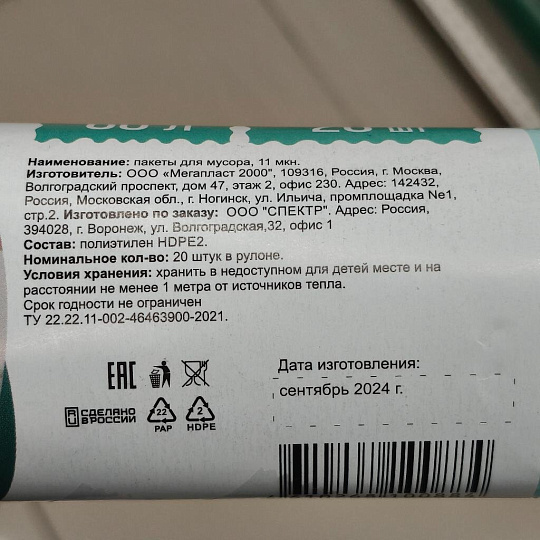 Наименование: пакеты для мусора, 11 мкн.
Изготовитель: ООО «Мегапласт 2000", 109316, Россия, г. Москва,
Волгоградский проспект, дом 47, этаж 2, офис 230. Адрес: 142432,
Россия, Московская обл., г. Ногинск, ул. Ильича, промплощадка №1,
стр.2. Изготовлено по заказу: ООО "СПЕКТР". Адрес: Россия,
394028, г. Воронеж, ул. Волгоградская,32, офис 1
Состав: полиэтилен HDPE2.
Номинальное кол-во: 20 штук в рулоне.
Условия хранения: хранить в недоступном для детей месте и на
расстоянии не менее 1 метра от источников тепла.
Срок годности не ограничен
ТУ 22.22.11-002-46463900-2021.
ЕАС
СДЕЛАНО
В РОССИИ
22
PAP
2
HDPE
Дата изготовления:
сентябрь 2024 г.